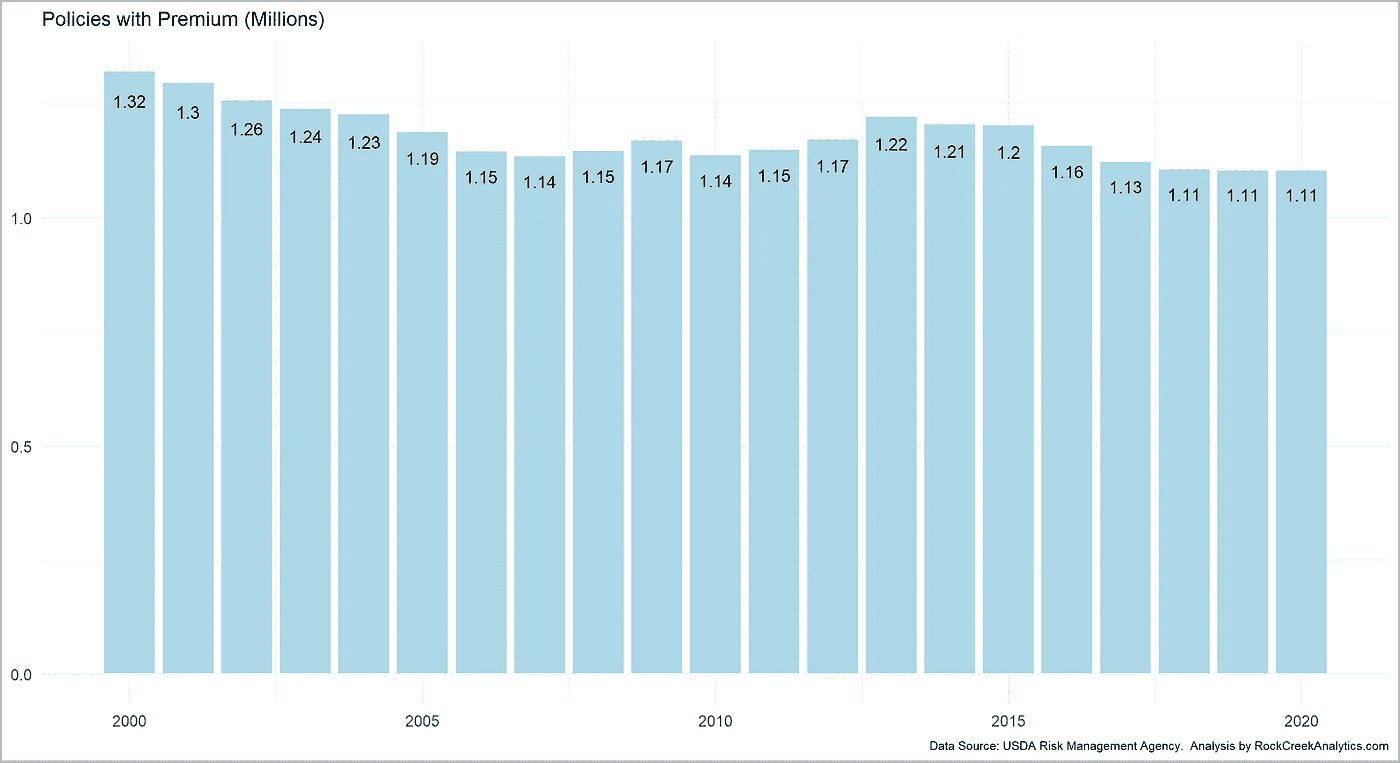 Policies with Premium (Millions)
1.32 1.3 1.26 1.24 1.23 1.19 1.15 1.14 1.15 1.17 1.14 1.15 1.17 1.22 1.21 1.2 1.16 1.13 1.11 1.11 1.11
1.0
0.5
0.0
2000 2005 2010 2015 2020
Data Source: USDA Risk Management Agency. Analysis by RockCreekAnalytics.com